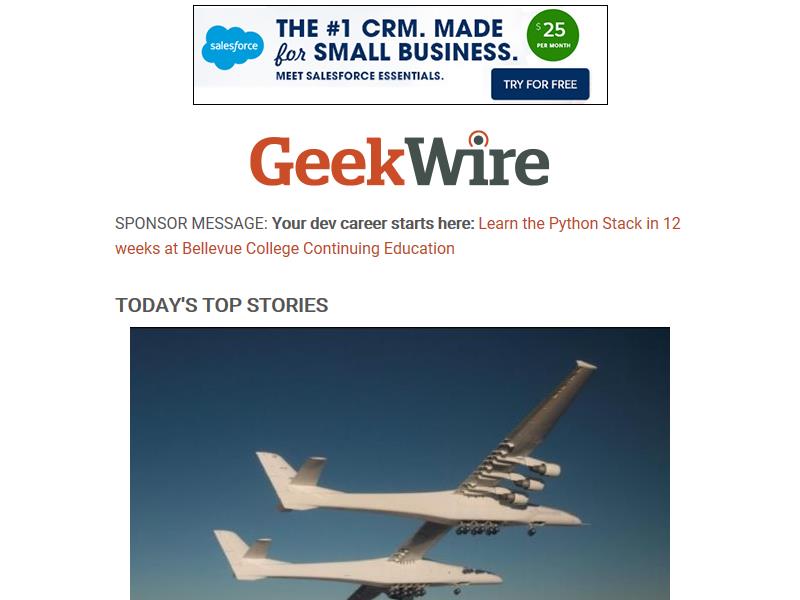 salesforce
THE #1 CRM. MADE
for SMALL BUSINESS.
MEET SALESFORCE ESSENTIALS.
$25
PER MONTH
TRY FOR FREE
GeekWire
SPONSOR MESSAGE: Your dev career starts here: Learn the Python Stack in 12
weeks at Bellevue College Continuing Education
TODAY'S TOP STORIES